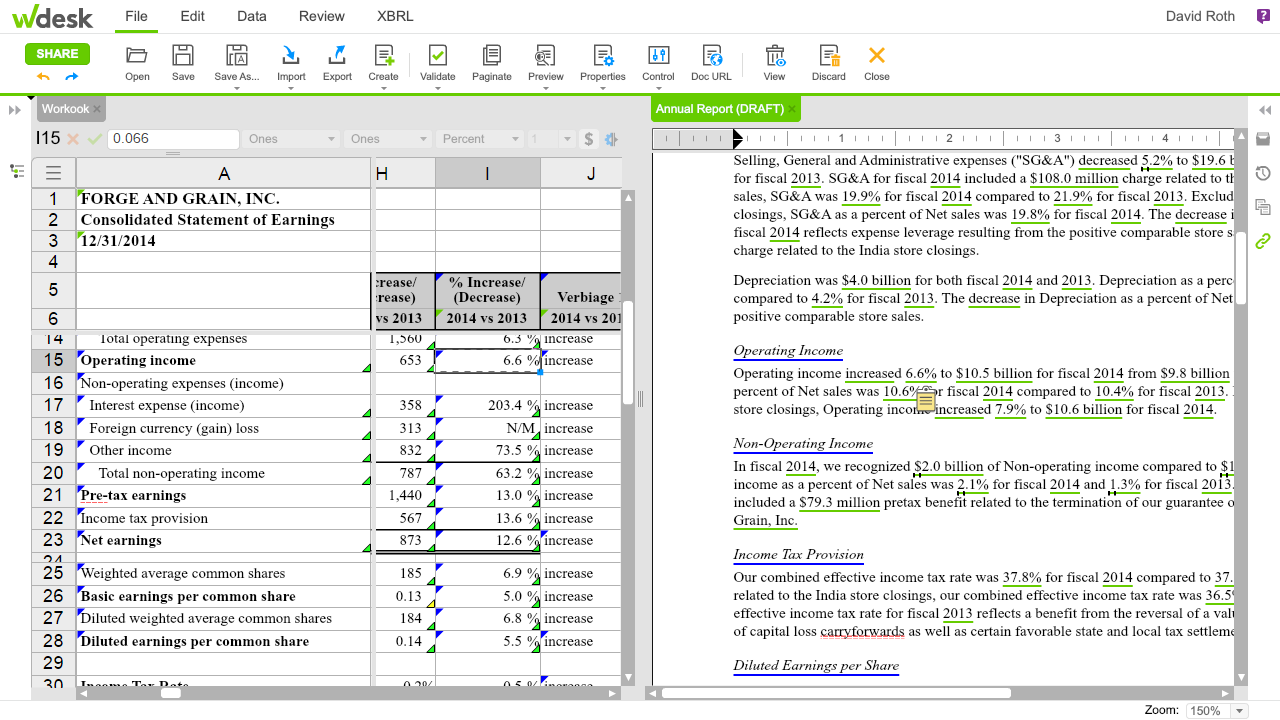 wdesk File Edit Data Review XBRL David Roth ?
SHARE Open Save Save As... Import Export Create Validate Paginate Preview Properties Control Doc URL View Discard Close
Workook × Annual Report (DRAFT) ×
I15 0.066 Ones Ones Percent 1 $
1 2 3 4
A H I J
1 FORGE AND GRAIN, INC.
2 Consolidated Statement of Earnings
3 12/31/2014
4
5 crease/ % Increase/
rease) (Decrease) Verbiage
6 vs 2013 2014 vs 2013 2014 vs 201
14 Total operating expenses 1,560 6.3 % increase
15 Operating income 653 6.6 % increase
16 Non-operating expenses (income)
17 Interest expense (income) 358 203.4 % increase
18 Foreign currency (gain) loss 313 N/M increase
19 Other income 832 73.5 % increase
20 Total non-operating income 787 63.2 % increase
21 Pre-tax earnings 1,440 13.0 % increase
22 Income tax provision 567 13.6 % increase
23 Net earnings 873 12.6 % increase
24
25 Weighted average common shares 185 6.9 % increase
26 Basic earnings per common share 0.13 5.0 % increase
27 Diluted weighted average common shares 184 6.8 % increase
28 Diluted earnings per common share 0.14 5.5 % increase
29
30 Income Tax Rate 0.2% 0.5 % increase
Selling, General and Administrative expenses ("SG&A") decreased 5.2% to $19.6 b
for fiscal 2013. SG&A for fiscal 2014 included a $108.0 million charge related to th
sales, SG&A was 19.9% for fiscal 2014 compared to 21.9% for fiscal 2013. Exclud
closings, SG&A as a percent of Net sales was 19.8% for fiscal 2014. The decrease i
fiscal 2014 reflects expense leverage resulting from the positive comparable store s
charge related to the India store closings.
Depreciation was $4.0 billion for both fiscal 2014 and 2013. Depreciation as a perc
compared to 4.2% for fiscal 2013. The decrease in Depreciation as a percent of Net
positive comparable store sales.
Operating Income
Operating income increased 6.6% to $10.5 billion for fiscal 2014 from $9.8 billion
percent of Net sales was 10.6% for fiscal 2014 compared to 10.4% for fiscal 2013.
store closings, Operating income increased 7.9% to $10.6 billion for fiscal 2014.
Non-Operating Income
In fiscal 2014, we recognized $2.0 billion of Non-operating income compared to $1
income as a percent of Net sales was 2.1% for fiscal 2014 and 1.3% for fiscal 2013.
included a $79.3 million pretax benefit related to the termination of our guarantee o
Grain, Inc.
Income Tax Provision
Our combined effective income tax rate was 37.8% for fiscal 2014 compared to 37.
related to the India store closings, our combined effective income tax rate was 36.5%
effective income tax rate for fiscal 2013 reflects a benefit from the reversal of a val
of capital loss carryforwards as well as certain favorable state and local tax settleme
Diluted Earnings per Share
Zoom: 150%